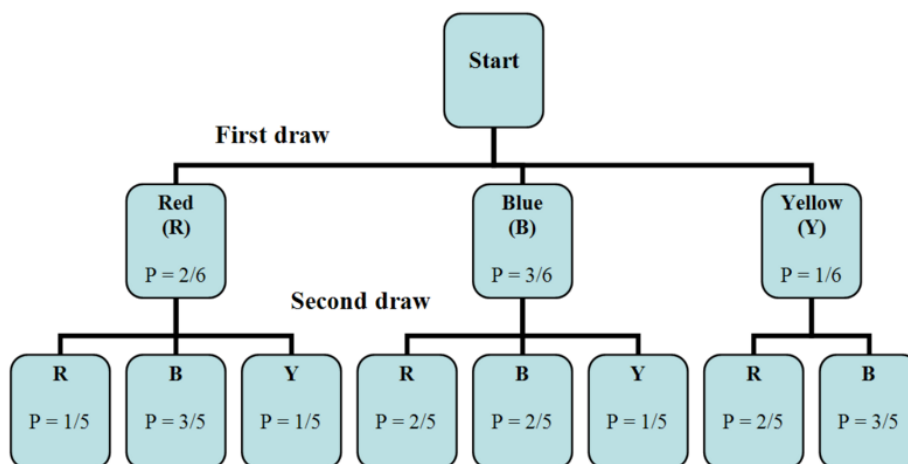 Start
First draw
Red
(R)
P = 2/6
Blue
(B)
P = 3/6
Yellow
(Y)
P = 1/6
Second draw
R
P = 1/5
B
P = 3/5
Y
P = 1/5
R
P = 2/5
B
P = 2/5
Y
P = 1/5
R
P = 2/5
B
P = 3/5